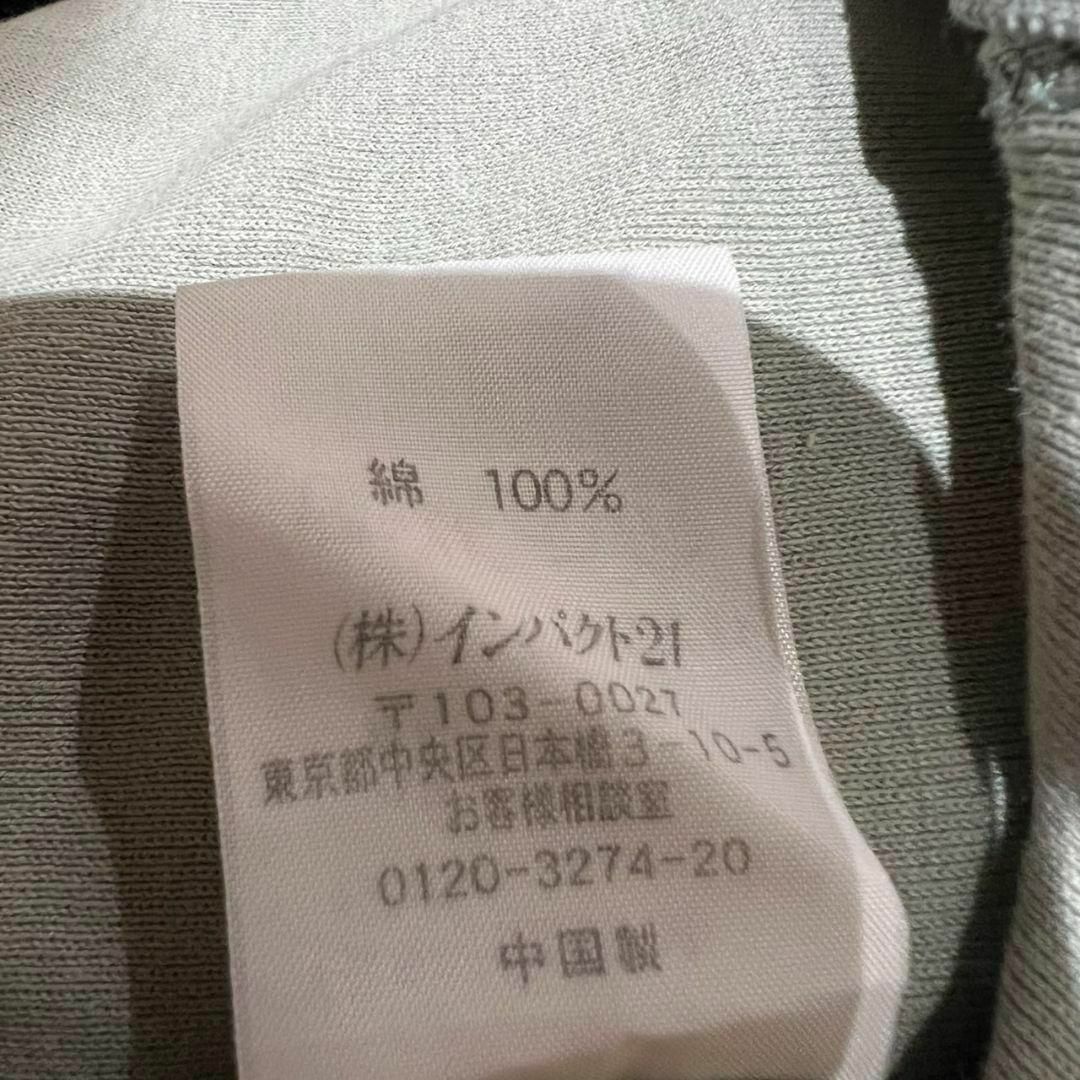 綿 100%
(株)インパクト21
〒103-0027
東京都中央区日本橋3-10-5
お客様相談室
0120-3274-20
中国製